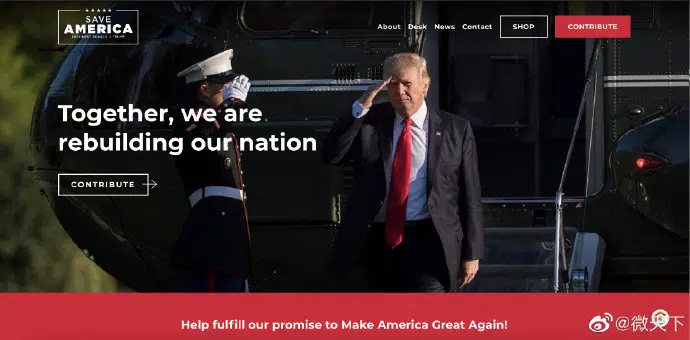 SAVE
AMERICA
PRESIDENT DONALD J. TRUMP
About Desk News Contact SHOP CONTRIBUTE
Together, we are
rebuilding our nation
CONTRIBUTE
Help fulfill our promise to Make America Great Again!
@微天下